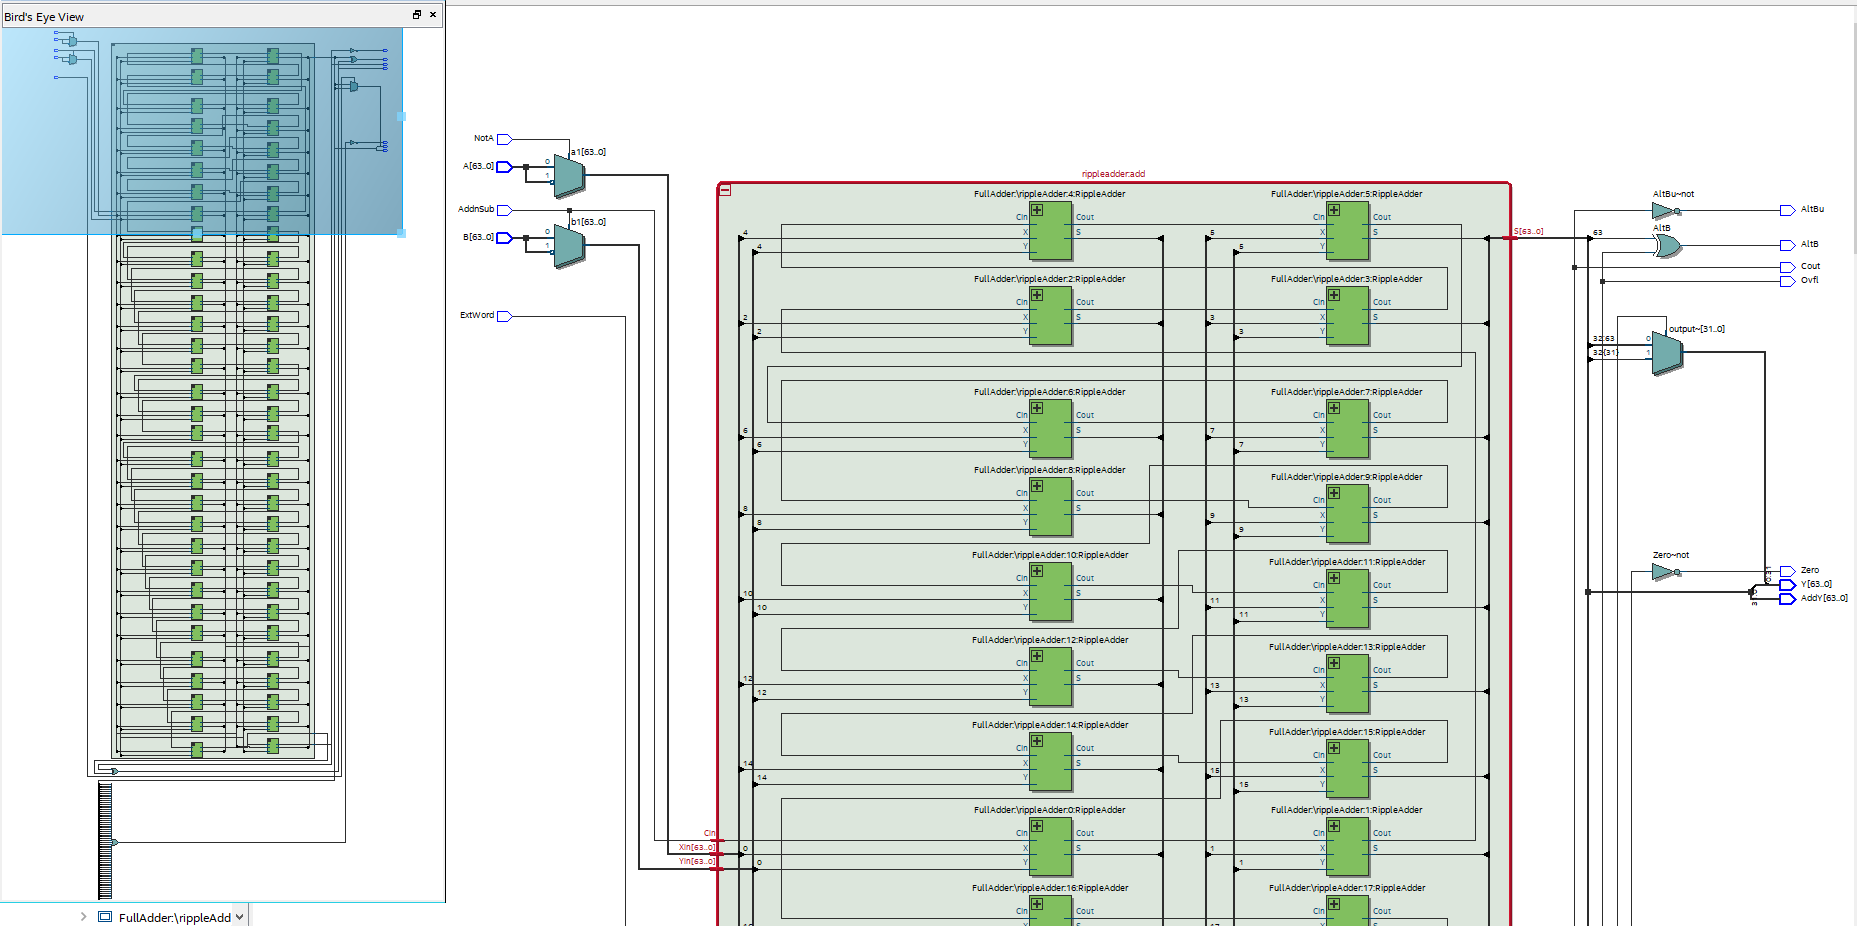 Bird's Eye View
FullAdder:\rippleAdd
NotA
A[63..0]
0
1
a1[63..0]
AddnSub
B[63..0]
0
1
b1[63..0]
ExtWord
rippleadder:add
Cin
Xin[63..0]
Yin[63..0]
S[63..0]
FullAdder:\rippleAdder:4:RippleAdder
Cin
X
Y
Cout
S
4
4
FullAdder:\rippleAdder:5:RippleAdder
Cin
X
Y
Cout
S
5
5
FullAdder:\rippleAdder:2:RippleAdder
Cin
X
Y
Cout
S
2
2
FullAdder:\rippleAdder:3:RippleAdder
Cin
X
Y
Cout
S
3
3
FullAdder:\rippleAdder:6:RippleAdder
Cin
X
Y
Cout
S
6
6
FullAdder:\rippleAdder:7:RippleAdder
Cin
X
Y
Cout
S
7
7
FullAdder:\rippleAdder:8:RippleAdder
Cin
X
Y
Cout
S
8
8
FullAdder:\rippleAdder:9:RippleAdder
Cin
X
Y
Cout
S
9
9
FullAdder:\rippleAdder:10:RippleAdder
Cin
X
Y
Cout
S
10
10
FullAdder:\rippleAdder:11:RippleAdder
Cin
X
Y
Cout
S
11
11
FullAdder:\rippleAdder:12:RippleAdder
Cin
X
Y
Cout
S
12
12
FullAdder:\rippleAdder:13:RippleAdder
Cin
X
Y
Cout
S
13
13
FullAdder:\rippleAdder:14:RippleAdder
Cin
X
Y
Cout
S
14
14
FullAdder:\rippleAdder:15:RippleAdder
Cin
X
Y
Cout
S
15
15
FullAdder:\rippleAdder:0:RippleAdder
Cin
X
Y
Cout
S
0
0
FullAdder:\rippleAdder:1:RippleAdder
Cin
X
Y
Cout
S
1
1
FullAdder:\rippleAdder:16:RippleAdder
Cin
Cout
FullAdder:\rippleAdder:17:RippleAdder
Cin
Cout
AltBu~not
AltBu
63
AltB
AltB
Cout
Ovfl
output~[31..0]
32:63
0
32{31}
1
Zero~not
Zero
Y[63..0]
AddY[63..0]